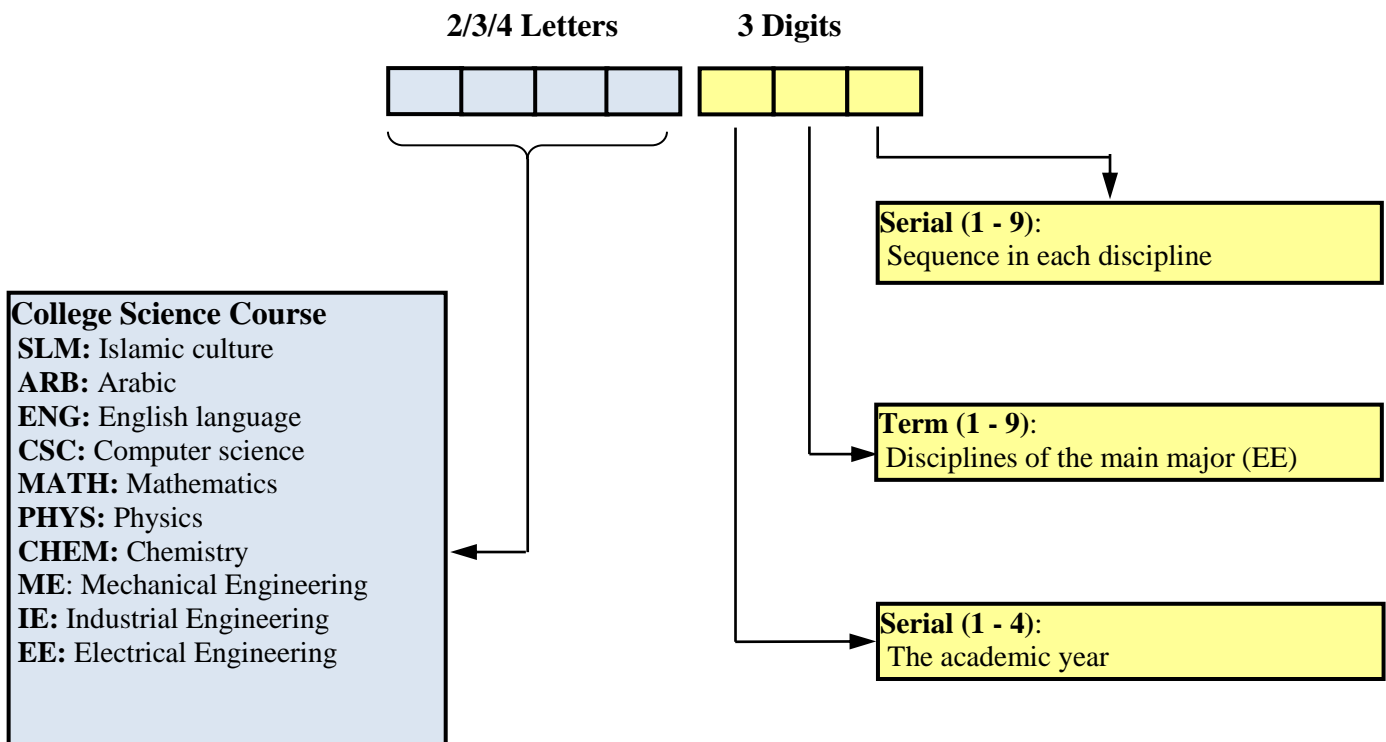 2/3/4 Letters 3 Digits
Serial (1 - 9):
Sequence in each discipline
College Science Course
SLM: Islamic culture
ARB: Arabic
ENG: English language
CSC: Computer science
MATH: Mathematics
PHYS: Physics
CHEM: Chemistry
ME: Mechanical Engineering
IE: Industrial Engineering
EE: Electrical Engineering
Term (1 - 9):
Disciplines of the main major (EE)
Serial (1 - 4):
The academic year